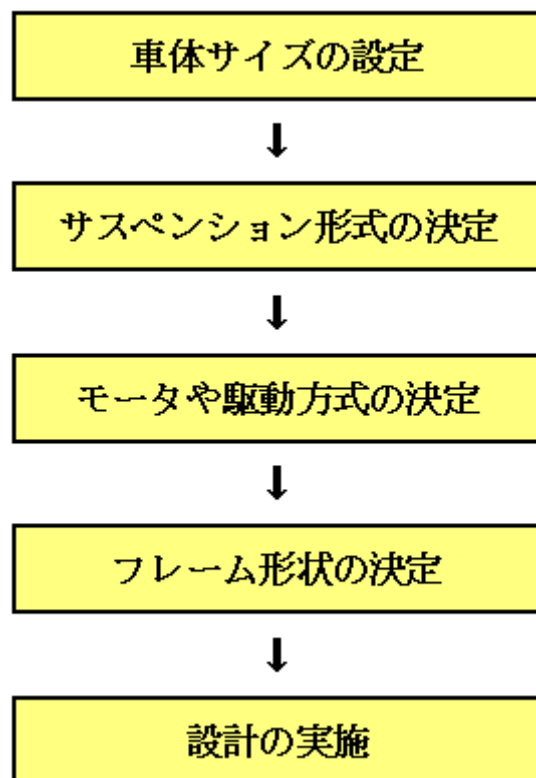 車体サイズの設定
↓
サスペンション形式の決定
↓
モータや駆動方式の決定
↓
フレーム形状の決定
↓
設計の実施